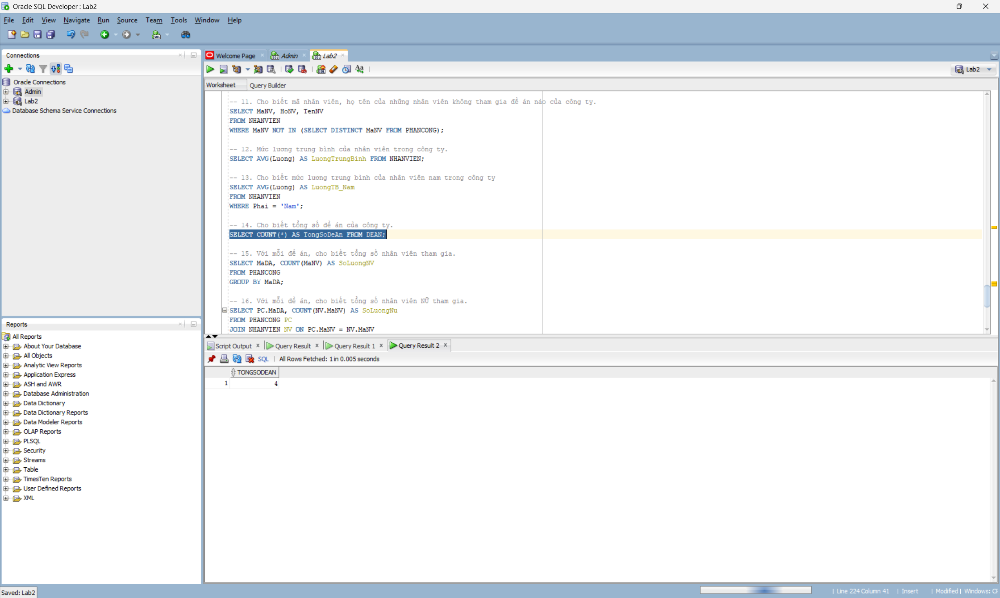 Oracle SQL Developer : Lab2
File Edit View Navigate Run Source Team Tools Window Help
Connections
Oracle Connections
Admin
Lab2
Database Schema Service Connections
Reports
All Reports
About Your Database
All Objects
Analytic View Reports
Application Express
ASH and AWR
Database Administration
Data Dictionary
Data Dictionary Reports
Data Modeler Reports
OLAP Reports
PLSQL
Security
Streams
Table
TimesTen Reports
User Defined Reports
XML
Welcome Page Admin Lab2
Lab2
Worksheet Query Builder
-- 11. Cho biết mã nhân viên, họ tên của những nhân viên không tham gia đề án nào của công ty.
SELECT MaNV, HoNV, TenNV
FROM NHANVIEN
WHERE MaNV NOT IN (SELECT DISTINCT MaNV FROM PHANCONG);
-- 12. Mức lương trung bình của nhân viên trong công ty.
SELECT AVG(Luong) AS LuongTrungBinh FROM NHANVIEN;
-- 13. Cho biết mức lương trung bình của nhân viên nam trong công ty
SELECT AVG(Luong) AS LuongTB_Nam
FROM NHANVIEN
WHERE Phai = 'Nam';
-- 14. Cho biết tổng số đề án của công ty.
SELECT COUNT(*) AS TongSoDeAn FROM DEAN;
-- 15. Với mỗi đề án, cho biết tổng số nhân viên tham gia.
SELECT MaDA, COUNT(MaNV) AS SoLuongNV
FROM PHANCONG
GROUP BY MaDA;
-- 16. Với mỗi đề án, cho biết tổng số nhân viên NỮ tham gia.
SELECT PC.MaDA, COUNT(NV.MaNV) AS SoLuongNu
FROM PHANCONG PC
JOIN NHANVIEN NV ON PC.MaNV = NV.MaNV
Script Output Query Result Query Result 1 Query Result 2
SQL | All Rows Fetched: 1 in 0.005 seconds
TONGSODEAN
1 4
Saved: Lab2
| Line 224 Column 41 | Insert | Modified | Windows: